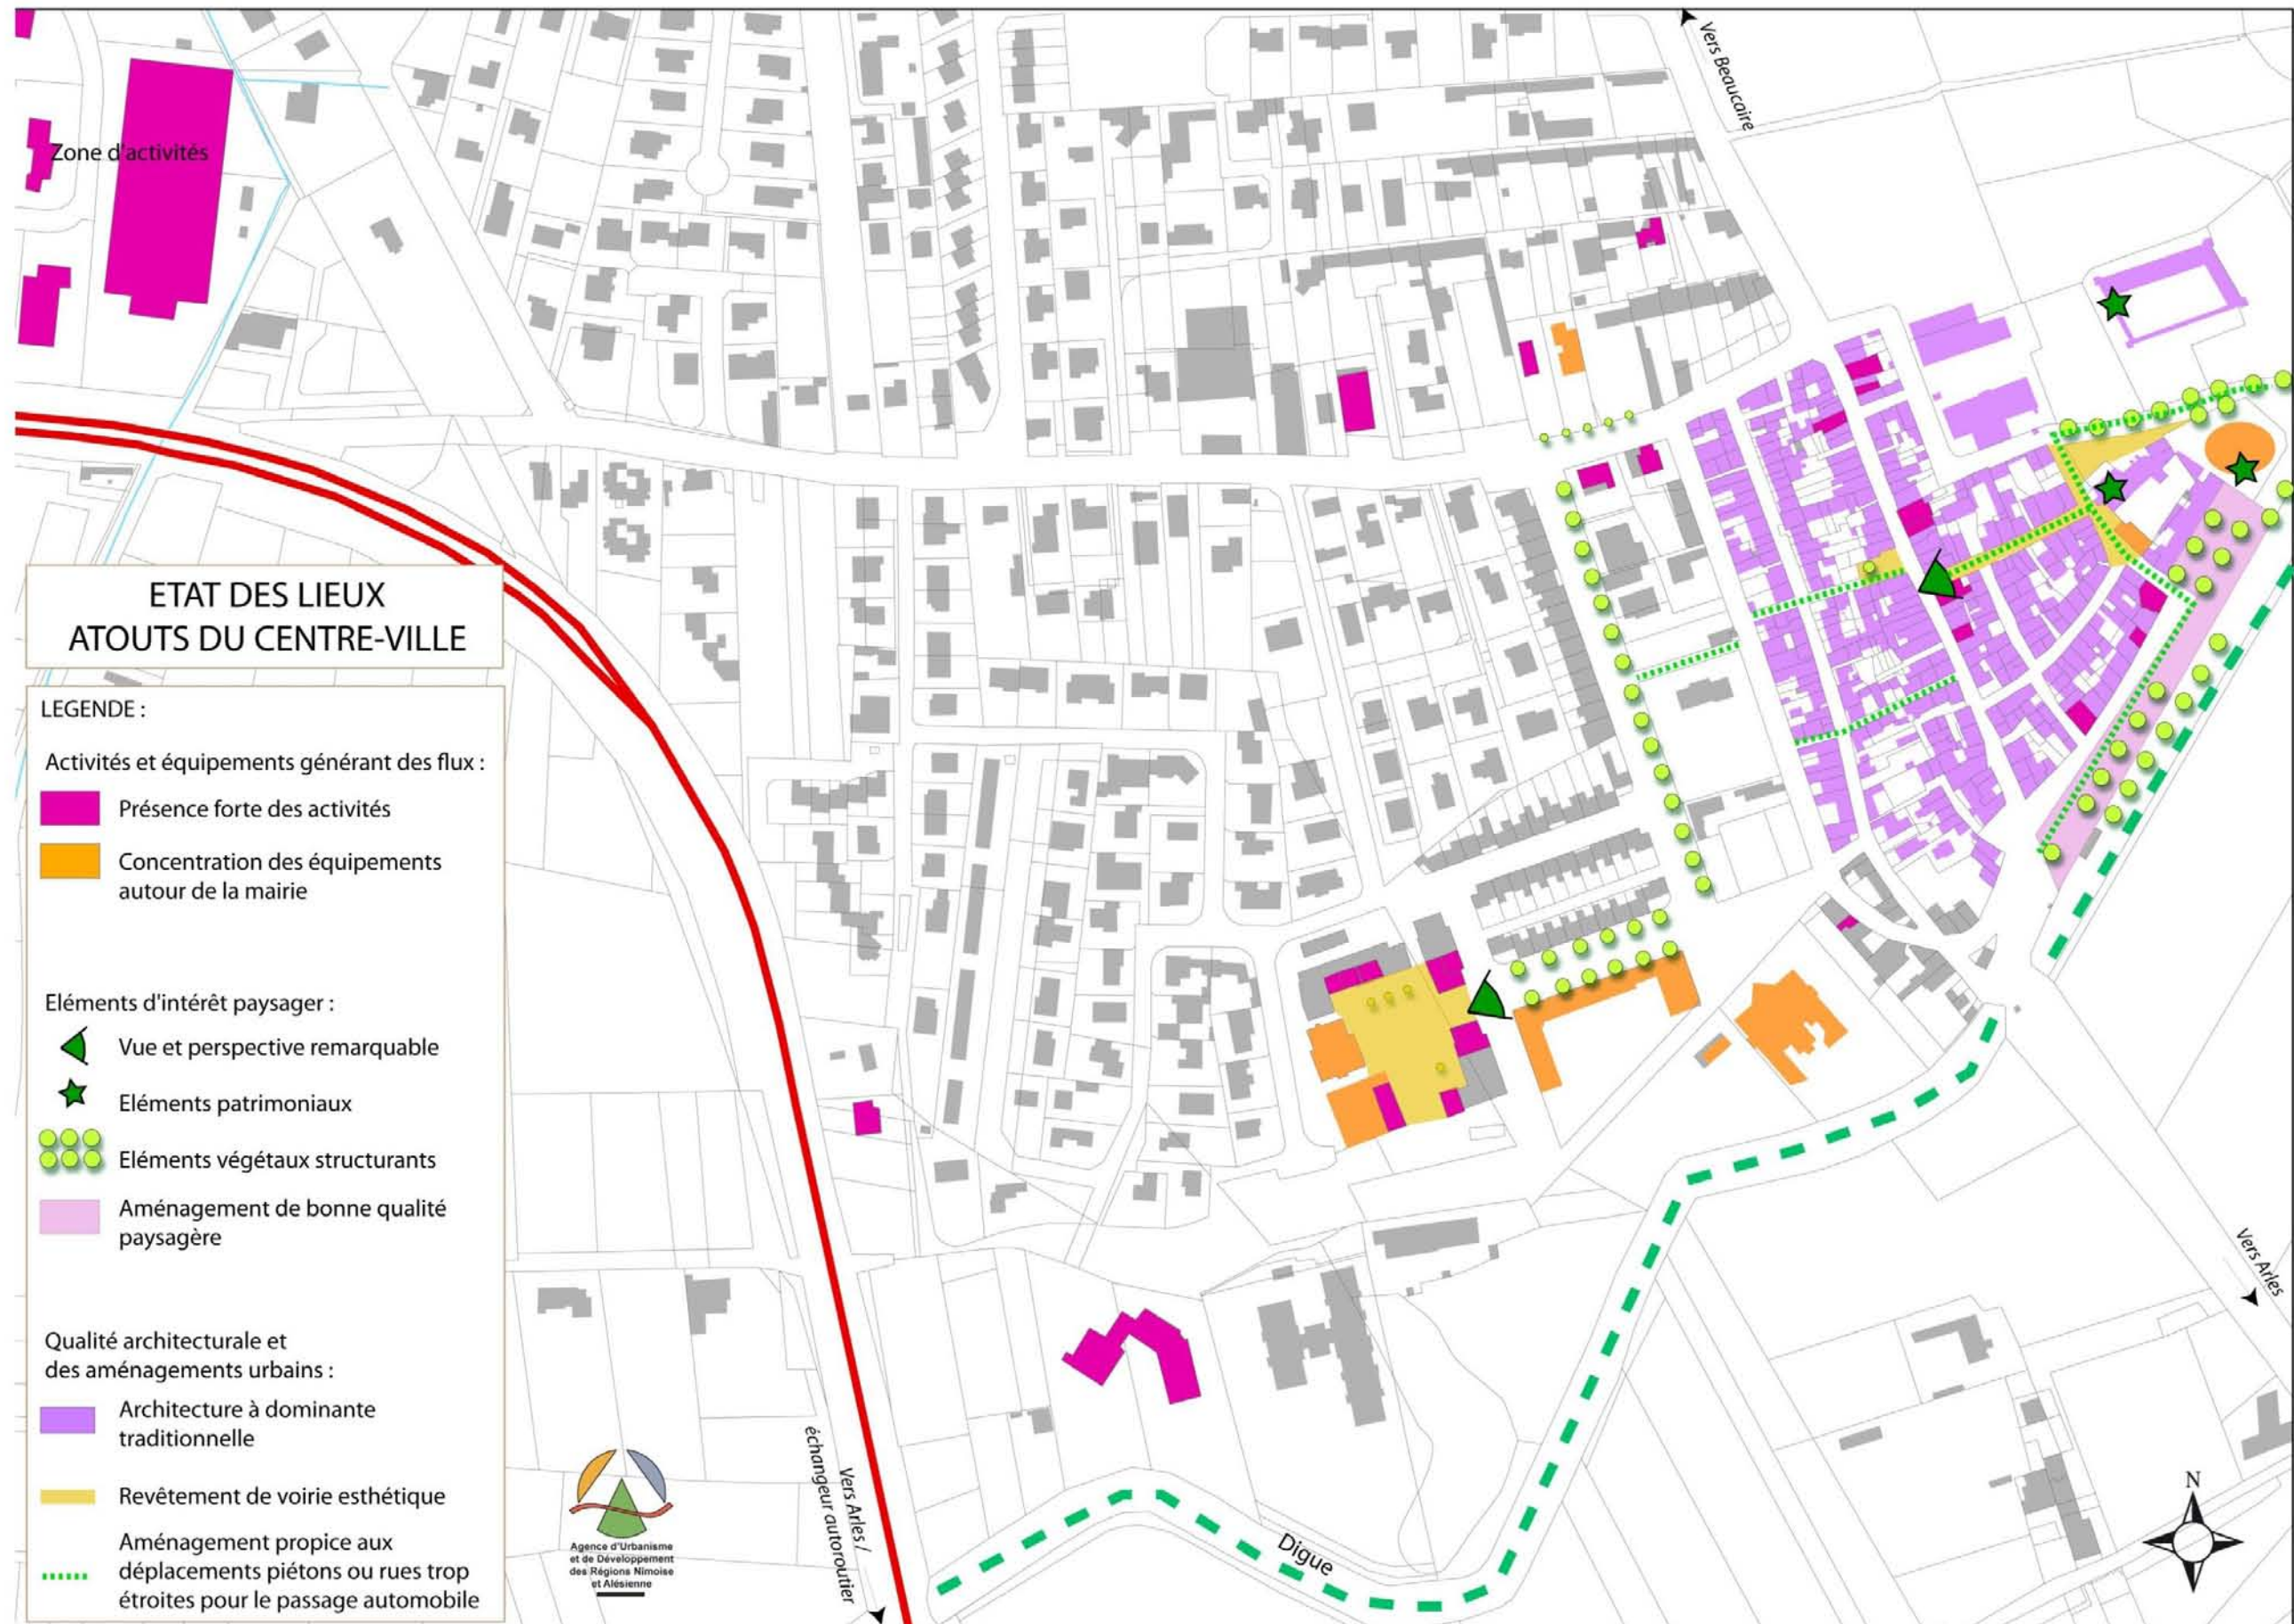 Vers Beaucaire
Zone d'activités
ETAT DES LIEUX
ATOUTS DU CENTRE-VILLE
LEGENDE :
Activités et équipements générant des flux :
Présence forte des activités
Concentration des équipements
autour de la mairie
Eléments d'intérêt paysager :
Vue et perspective remarquable
Eléments patrimoniaux
Eléments végétaux structurants
Aménagement de bonne qualité
paysagère
Qualité architecturale et
des aménagements urbains :
Architecture à dominante
traditionnelle
Revêtement de voirie esthétique
Aménagement propice aux
déplacements piétons ou rues trop
étroites pour le passage automobile
Agence d'Urbanisme
et de Développement
des Régions Nîmoise
et Alésienne
Vers Arles /
échangeur autoroutier
Digue
Vers Arles
N